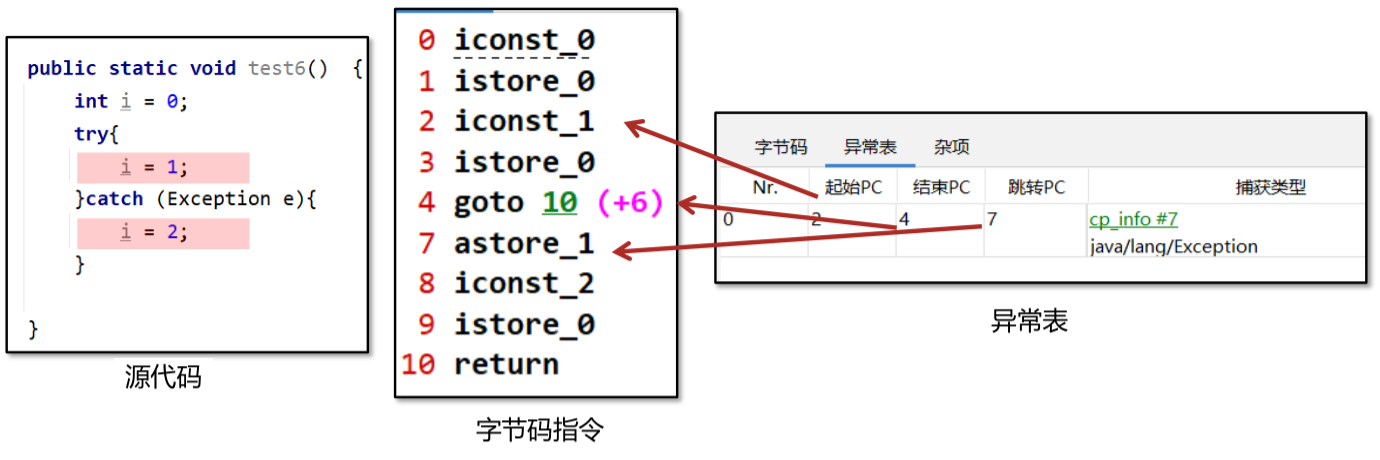 public static void test6() {
int i = 0;
try{
i = 1;
}catch (Exception e){
i = 2;
}
}
源代码
0 iconst_0
1 istore_0
2 iconst_1
3 istore_0
4 goto 10 (+6)
7 astore_1
8 iconst_2
9 istore_0
10 return
字节码指令
字节码 异常表 杂项
Nr. 起始PC 结束PC 跳转PC 捕获类型
0 2 4 7 cp_info #7
java/lang/Exception
异常表